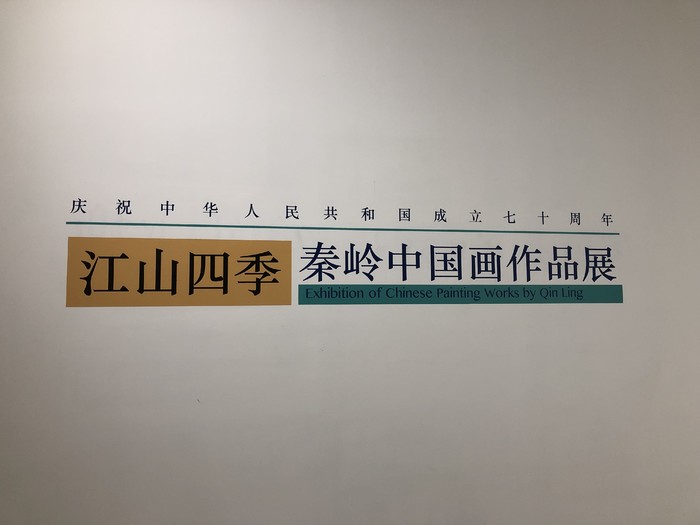 庆祝中华人民共和国成立七十周年
江山四季 秦岭中国画作品展
Exhibition of Chinese Painting Works by Qin Ling